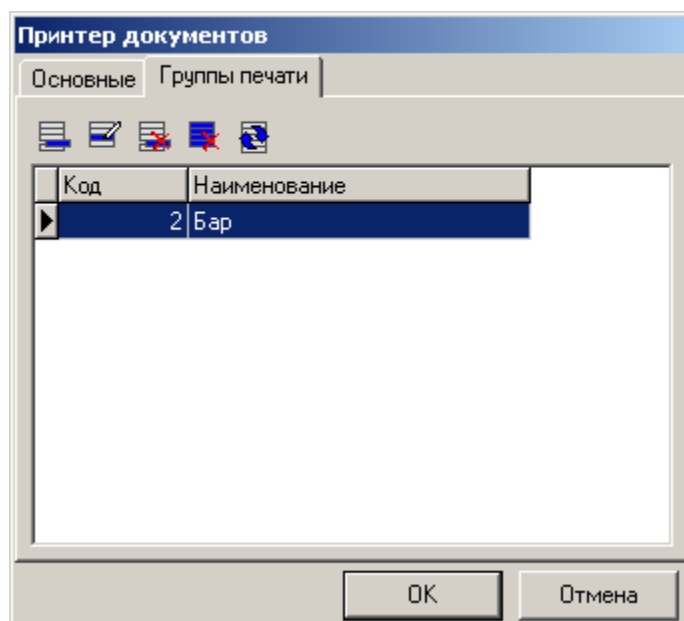 Принтер документов
Основные Группы печати
Код Наименование
2 Бар
OK Отмена